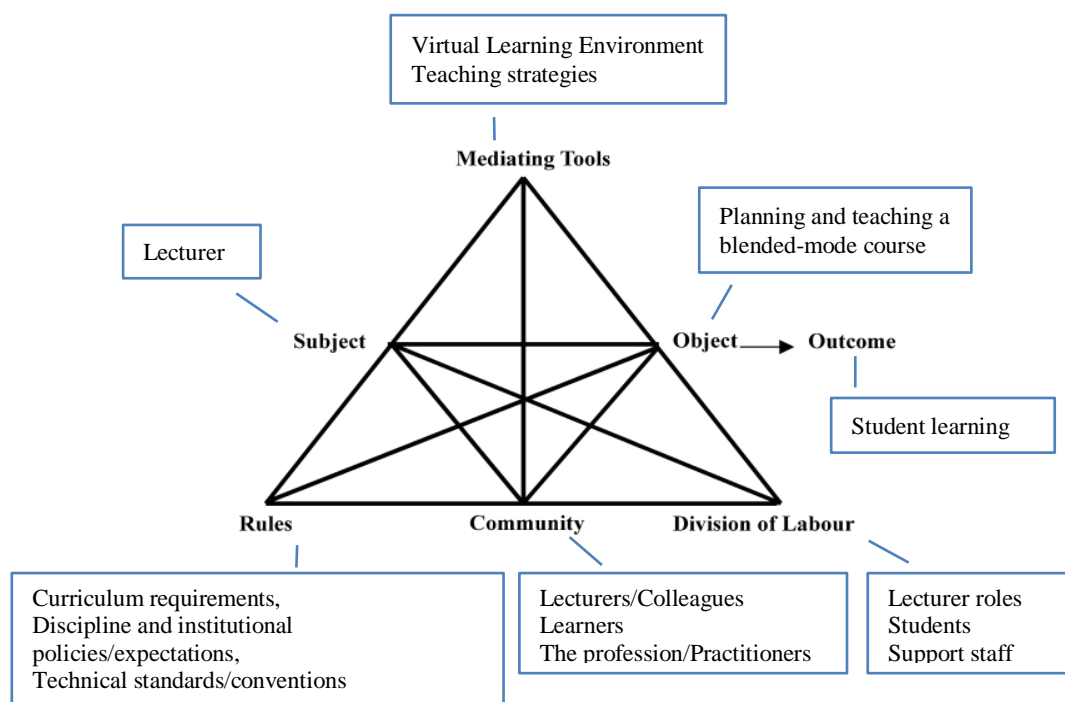 Virtual Learning Environment
Teaching strategies
Mediating Tools
Planning and teaching a
blended-mode course
Lecturer
Subject
Object
Outcome
Student learning
Rules
Community
Division of Labour
Curriculum requirements,
Discipline and institutional
policies/expectations,
Technical standards/conventions
Lecturers/Colleagues
Learners
The profession/Practitioners
Lecturer roles
Students
Support staff